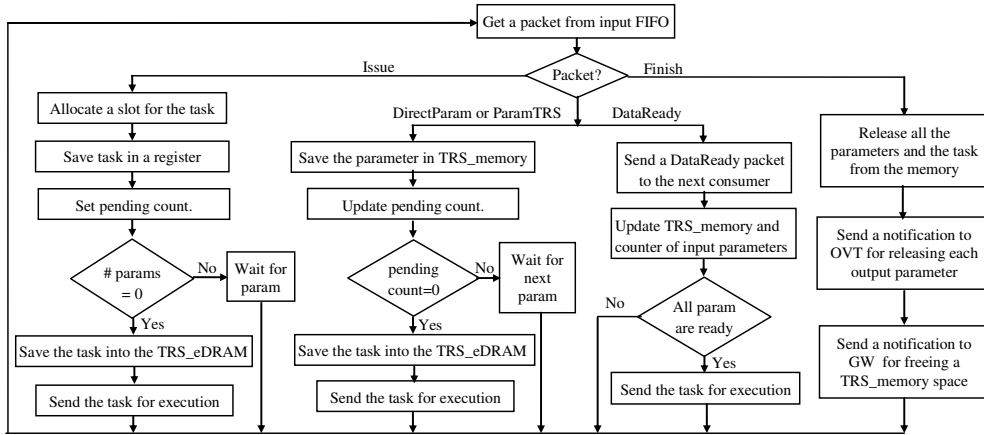 Get a packet from input FIFO
Packet?
Issue
Finish
DirectParam or ParamTRS
DataReady
Allocate a slot for the task
Save task in a register
Set pending count.
# params
= 0
No
Wait for
param
Yes
Save the task into the TRS_eDRAM
Send the task for execution
Save the parameter in TRS_memory
Update pending count.
pending
count=0
No
Wait for
next
param
Yes
Save the task into the TRS_eDRAM
Send the task for execution
Send a DataReady packet
to the next consumer
Update TRS_memory and
counter of input parameters
No
All param
are ready
Yes
Send the task for execution
Release all the
parameters and the task
from the memory
Send a notification to
OVT for releasing each
output parameter
Send a notification to
GW for freeing a
TRS_memory space